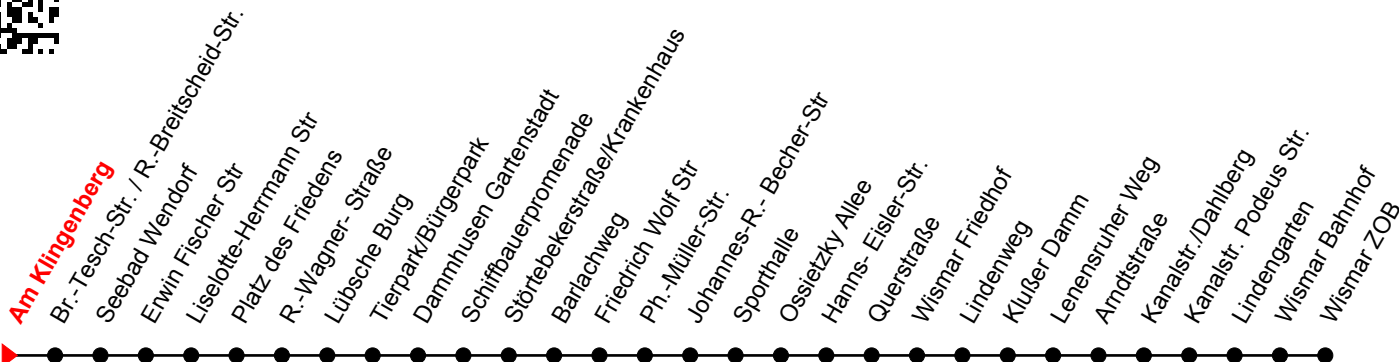 Am Klingenberg
Br.-Tesch-Str. / R.-Breitscheid-Str.
Seebad Wendorf
Erwin Fischer Str
Liselotte-Herrmann Str
Platz des Friedens
R.-Wagner- Straße
Lübsche Burg
Tierpark/Bürgerpark
Dammhusen Gartenstadt
Schiffbauerpromenade
Störtebekerstraße/Krankenhaus
Barlachweg
Friedrich Wolf Str
Ph.-Müller-Str.
Johannes-R.- Becher-Str
Sporthalle
Ossietzky Allee
Hanns- Eisler-Str.
Querstraße
Wismar Friedhof
Lindenweg
Klußer Damm
Lenensruher Weg
Arndtstraße
Kanalstr./Dahlberg
Kanalstr. Podeus Str.
Lindengarten
Wismar Bahnhof
Wismar ZOB